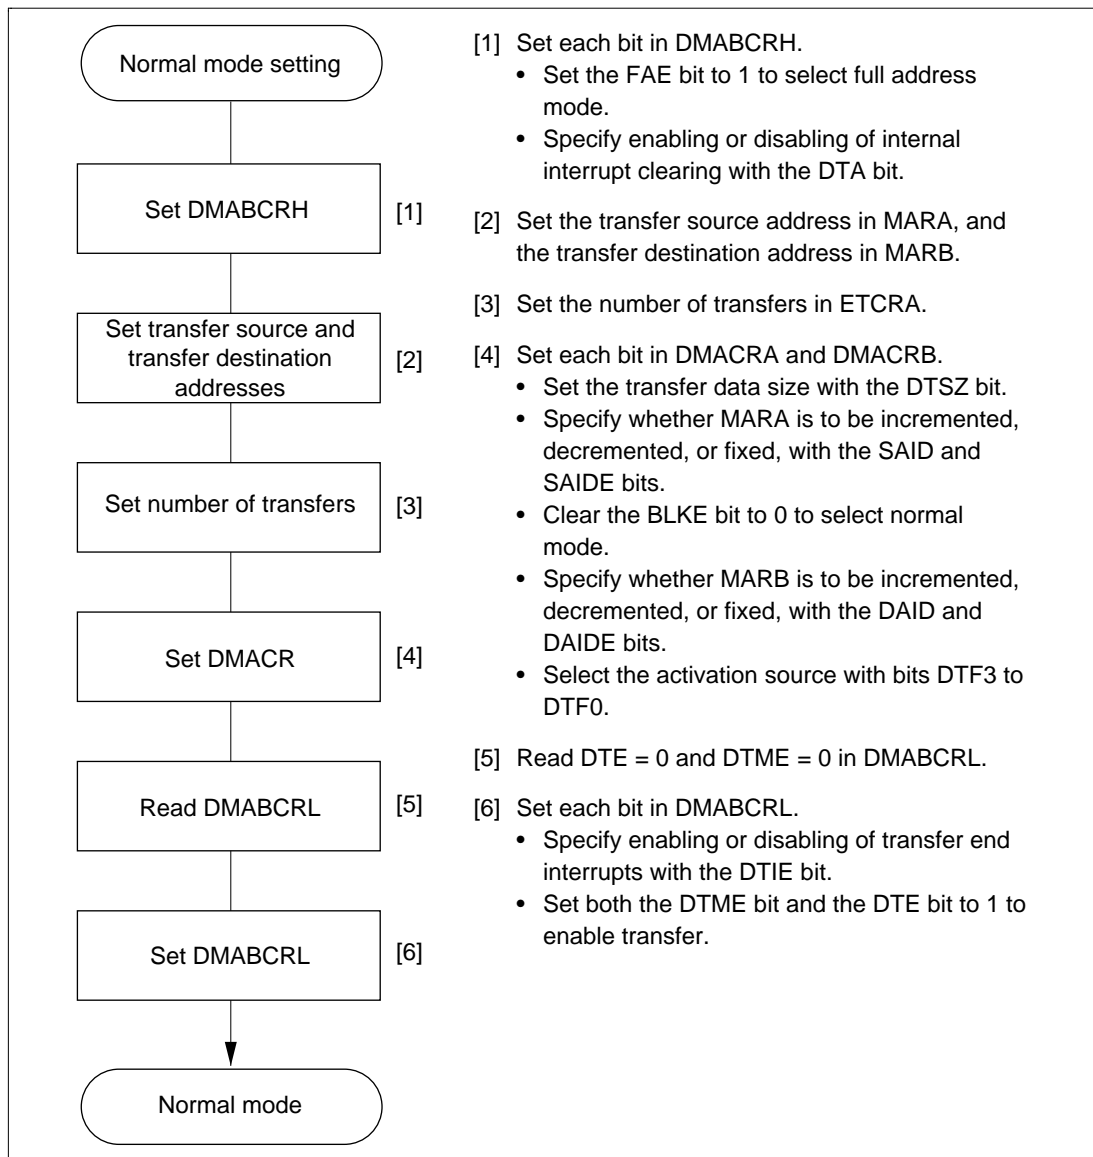 Normal mode setting
Set DMABCRH
[1]
Set transfer source and
transfer destination
addresses
[2]
Set number of transfers
[3]
Set DMACR
[4]
Read DMABCRL
[5]
Set DMABCRL
[6]
Normal mode
[1] Set each bit in DMABCRH.
• Set the FAE bit to 1 to select full address
mode.
• Specify enabling or disabling of internal
interrupt clearing with the DTA bit.
[2] Set the transfer source address in MARA, and
the transfer destination address in MARB.
[3] Set the number of transfers in ETCRA.
[4] Set each bit in DMACRA and DMACRB.
• Set the transfer data size with the DTSZ bit.
• Specify whether MARA is to be incremented,
decremented, or fixed, with the SAID and
SAIDE bits.
• Clear the BLKE bit to 0 to select normal
mode.
• Specify whether MARB is to be incremented,
decremented, or fixed, with the DAID and
DAIDE bits.
• Select the activation source with bits DTF3 to
DTF0.
[5] Read DTE = 0 and DTME = 0 in DMABCRL.
[6] Set each bit in DMABCRL.
• Specify enabling or disabling of transfer end
interrupts with the DTIE bit.
• Set both the DTME bit and the DTE bit to 1 to
enable transfer.